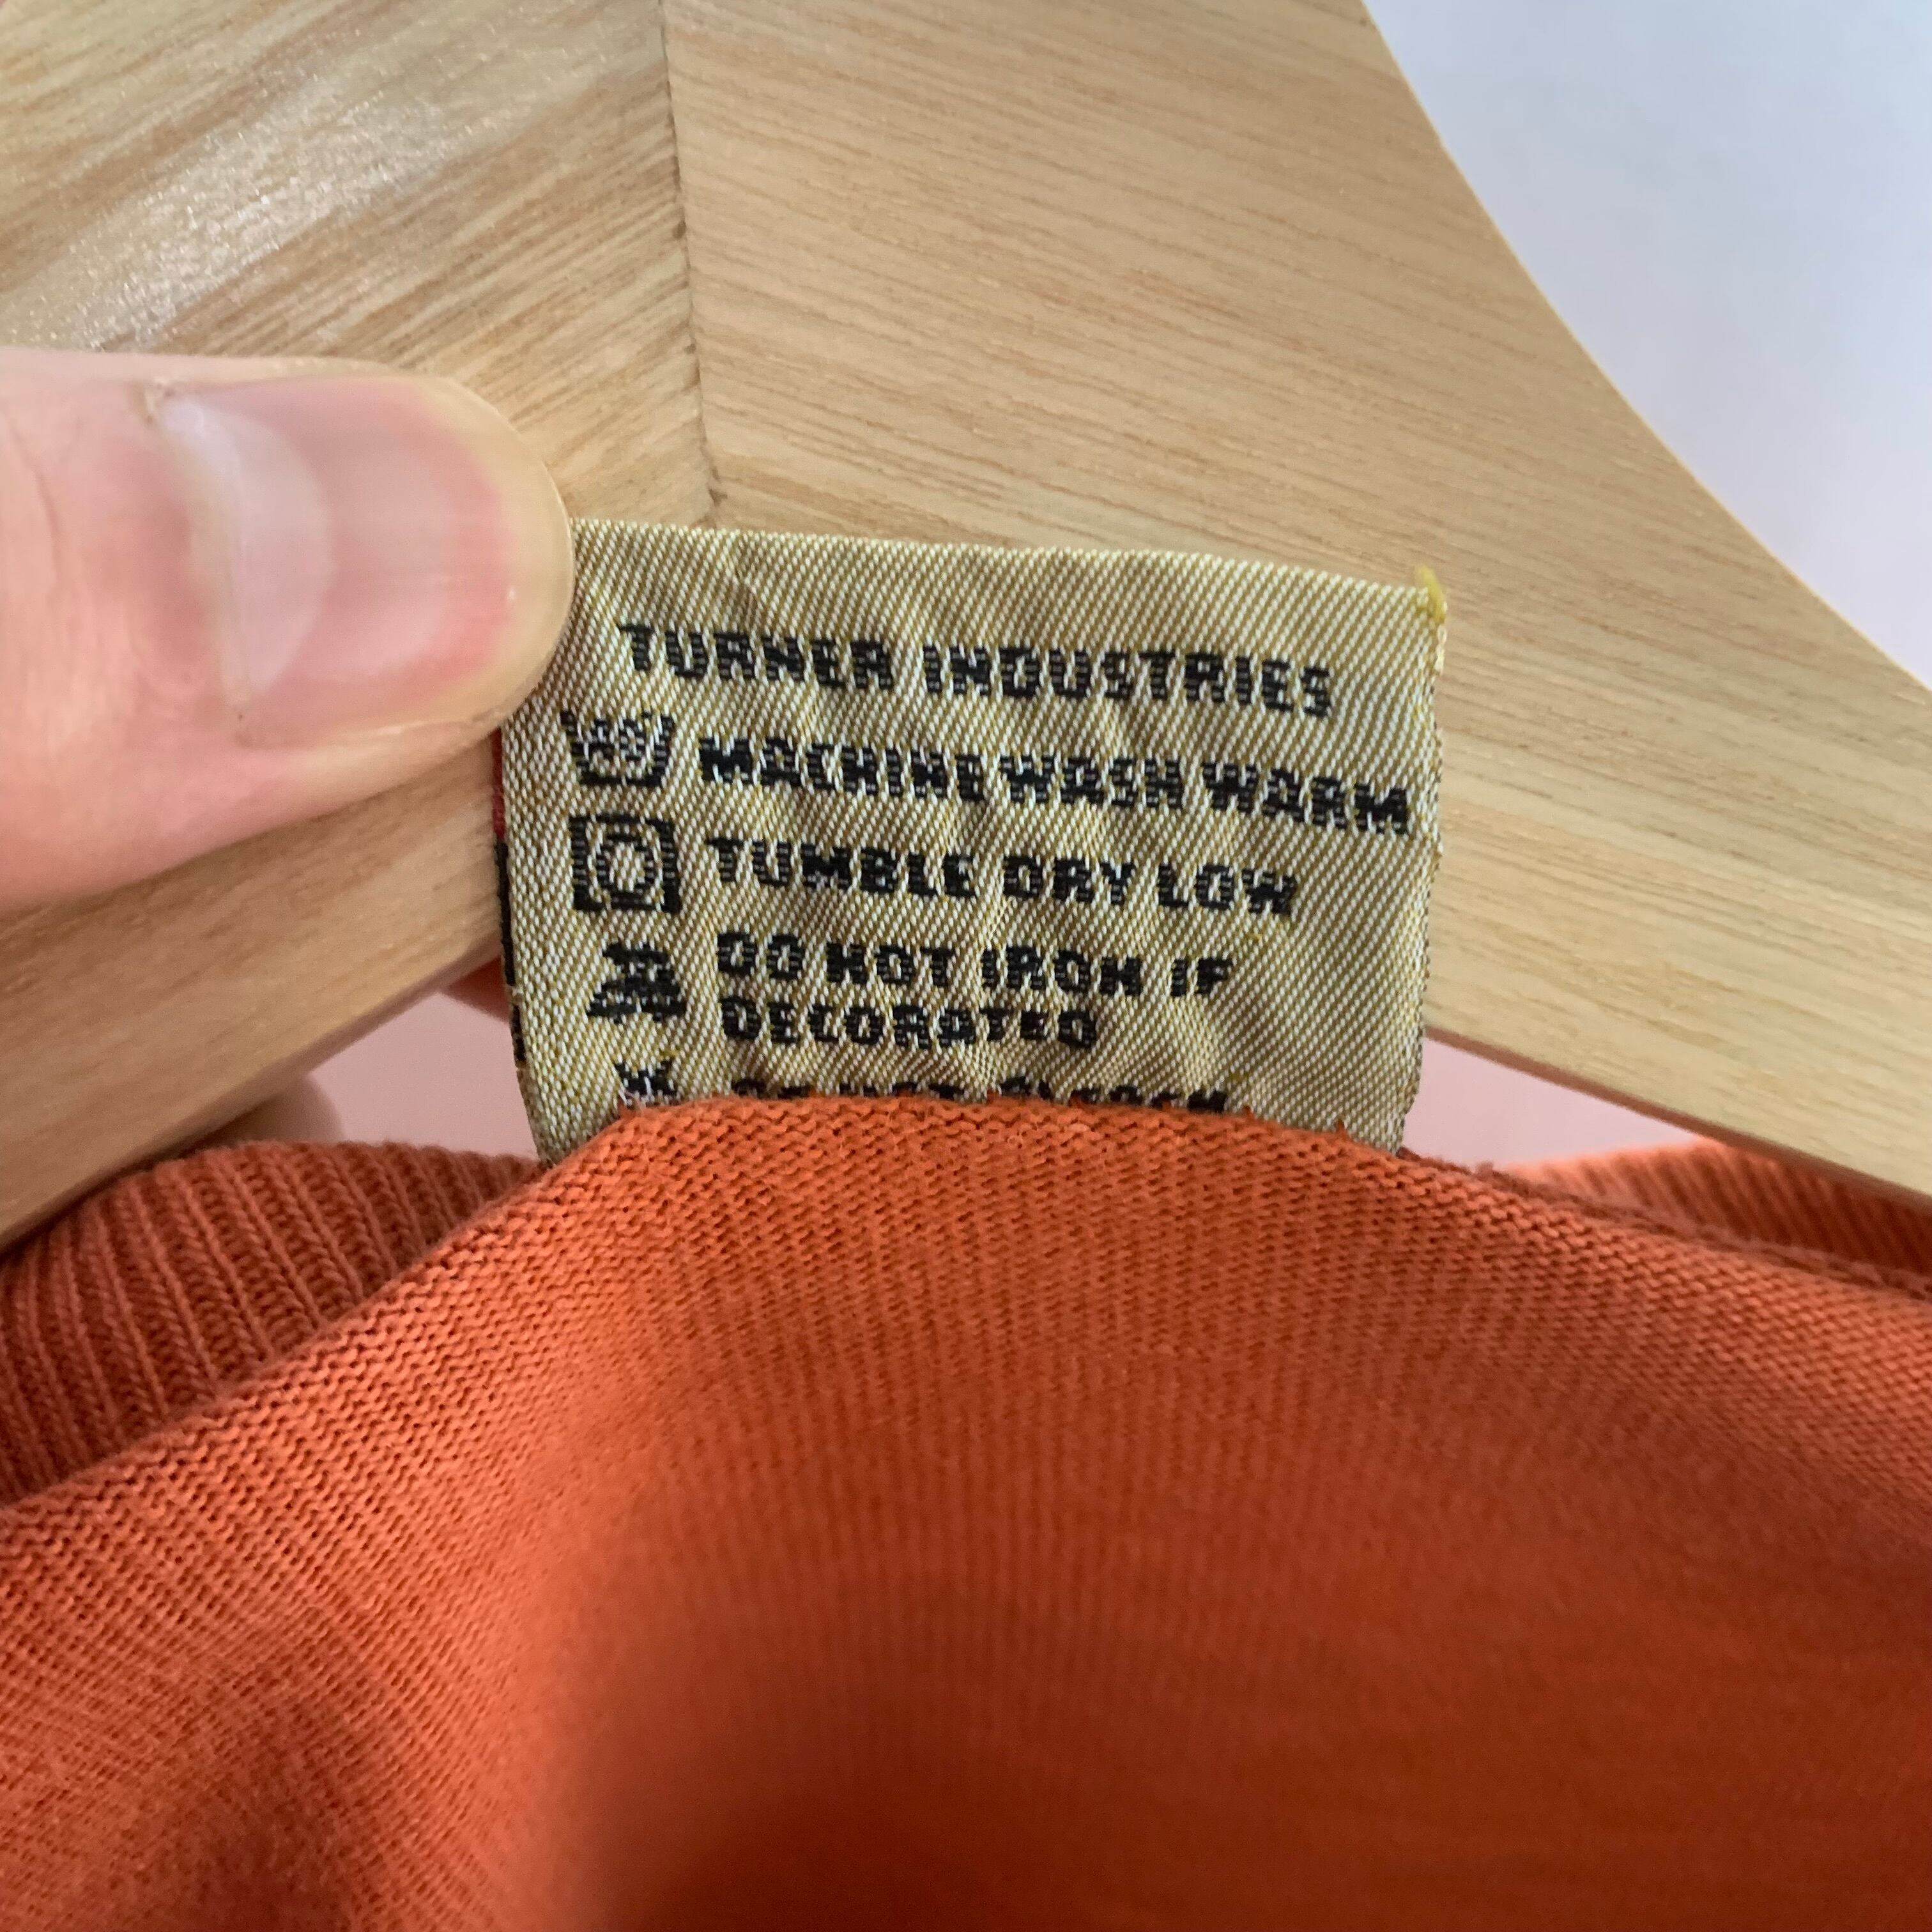 TURNER INDUSTRIES
MACHINE WASH WARM
TUMBLE DRY LOW
DO NOT IRON IF
DECORATED